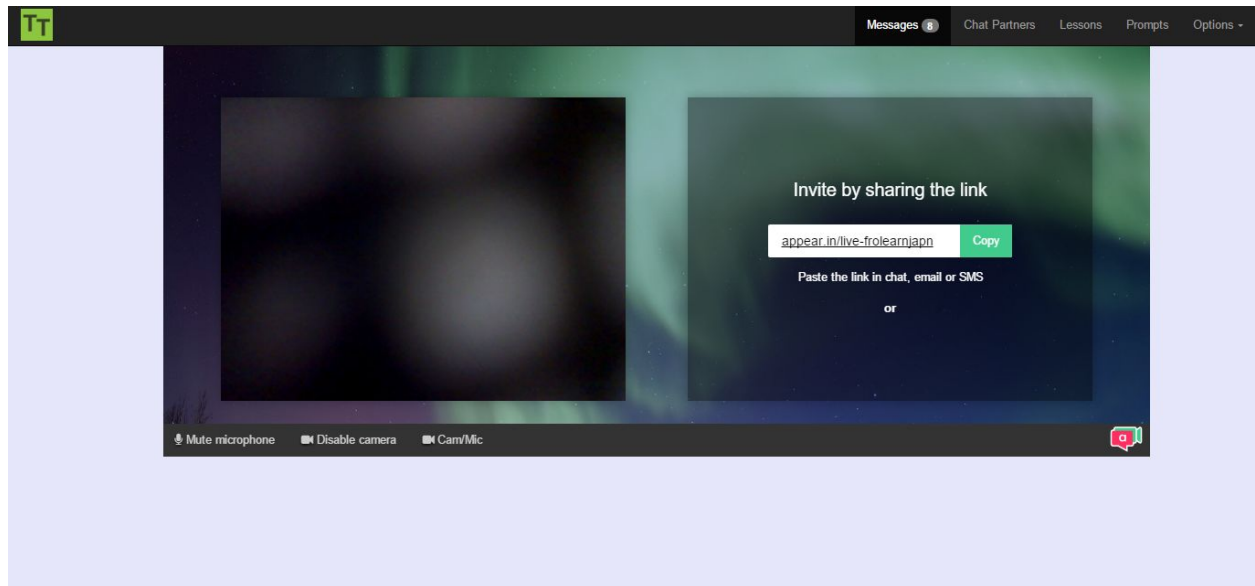 TT
Messages 8 Chat Partners Lessons Prompts Options
Invite by sharing the link
appear.in/live-frolearnjapn Copy
Paste the link in chat, email or SMS
or
Mute microphone Disable camera Cam/Mic
a